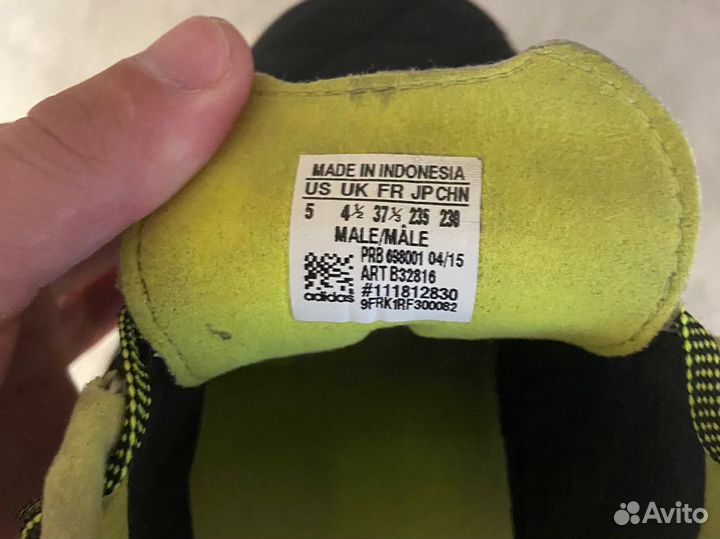 MADE IN INDONESIA
US UK FR JP CHN
5 4½ 37⅓ 235 230
MALE/MÂLE
PRB 698001 04/15
ART B32816
#111812830
adidas 9FRK1RF300082
Avito